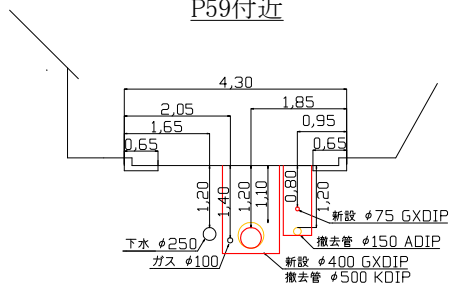 P59付近
4,30
2,05
1,85
1,65
0,95
0,65
0,65
1,20
1,40
1,20
1,10
0,80
1,20
新設 φ75 GXDIP
下水 φ250
撤去管 φ150 ADIP
ガス φ100
新設 φ400 GXDIP
撤去管 φ500 KDIP